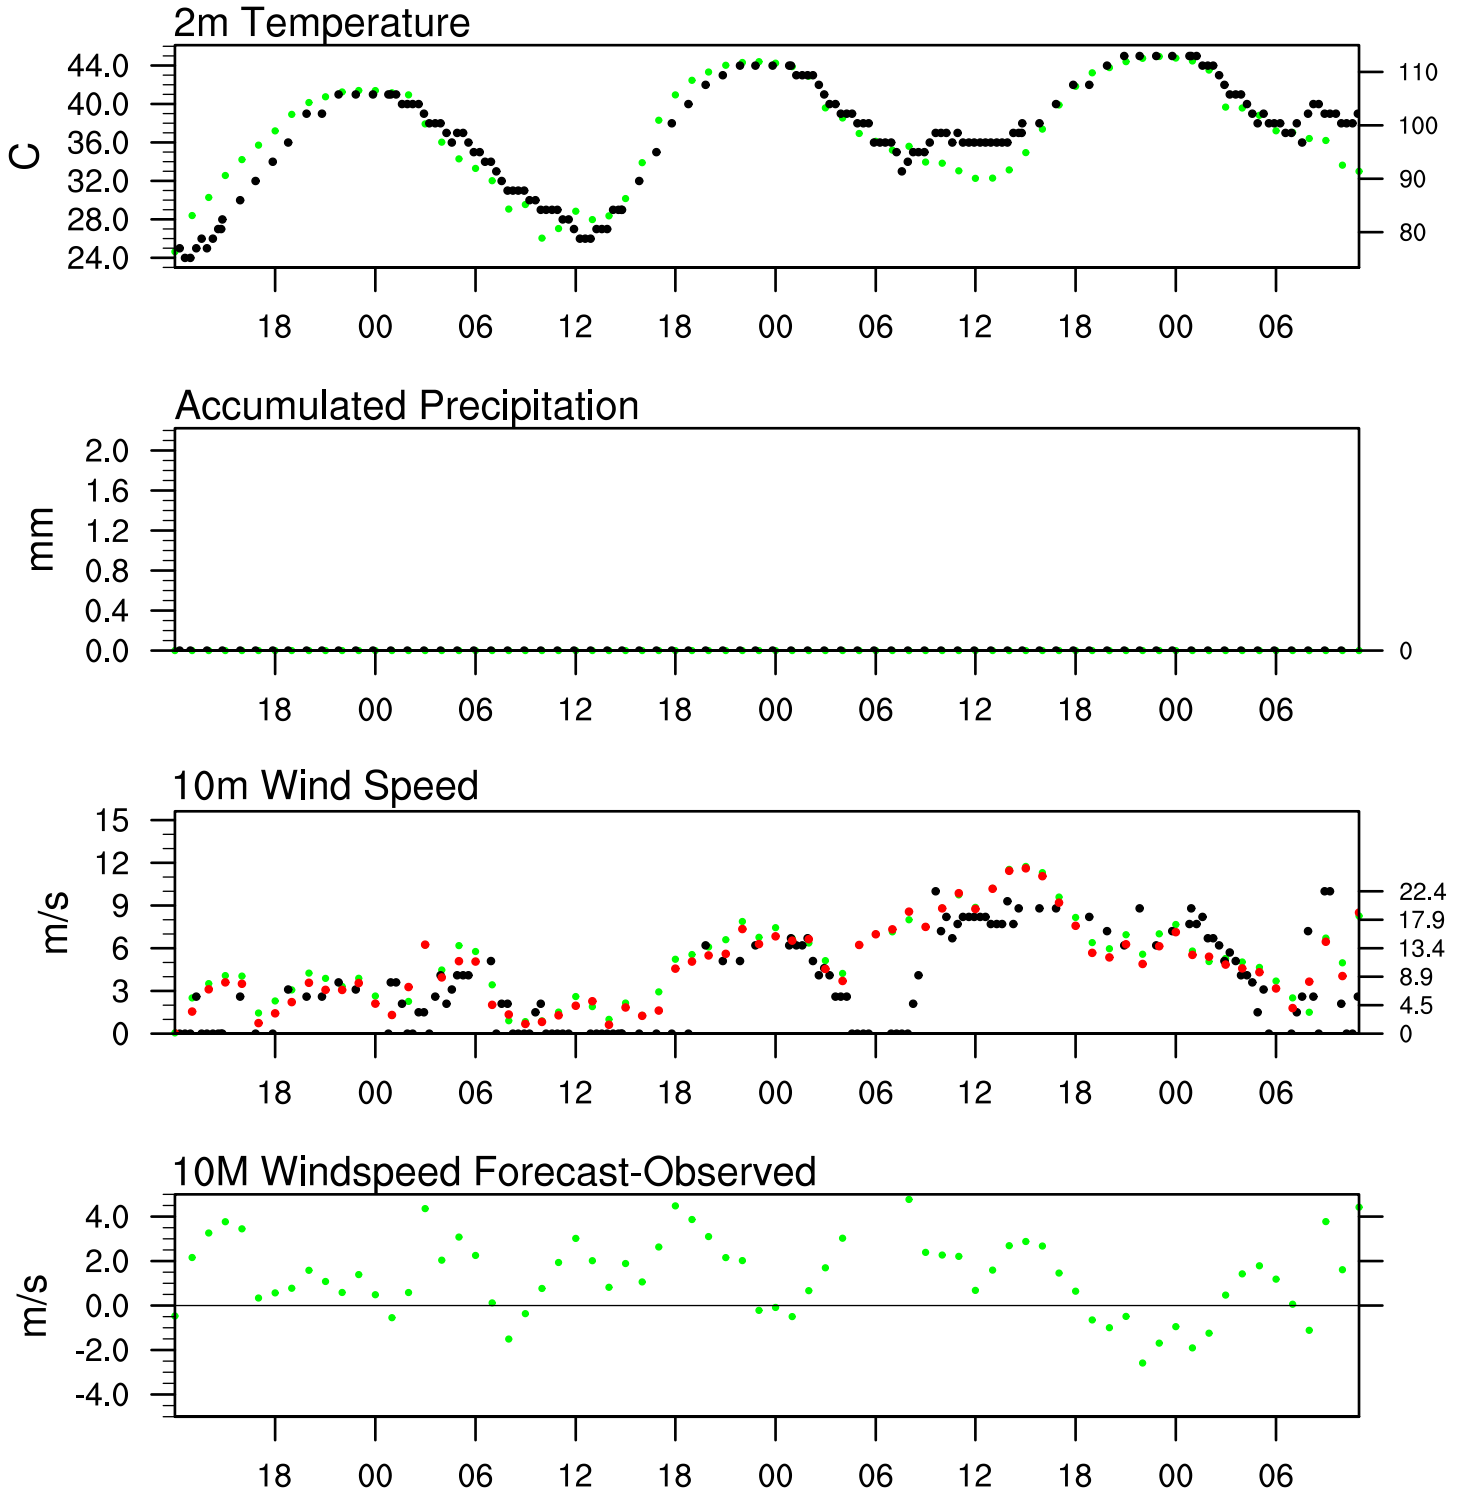 2m Temperature
44.0
40.0
36.0
32.0
28.0
24.0
C
110
100
90
80
18 00 06 12 18 00 06 12 18 00 06
Accumulated Precipitation
2.0
1.6
1.2
0.8
0.4
0.0
mm
0
18 00 06 12 18 00 06 12 18 00 06
10m Wind Speed
15
12
9
6
3
0
m/s
22.4
17.9
13.4
8.9
4.5
0
18 00 06 12 18 00 06 12 18 00 06
10M Windspeed Forecast-Observed
4.0
2.0
0.0
-2.0
-4.0
m/s
18 00 06 12 18 00 06 12 18 00 06